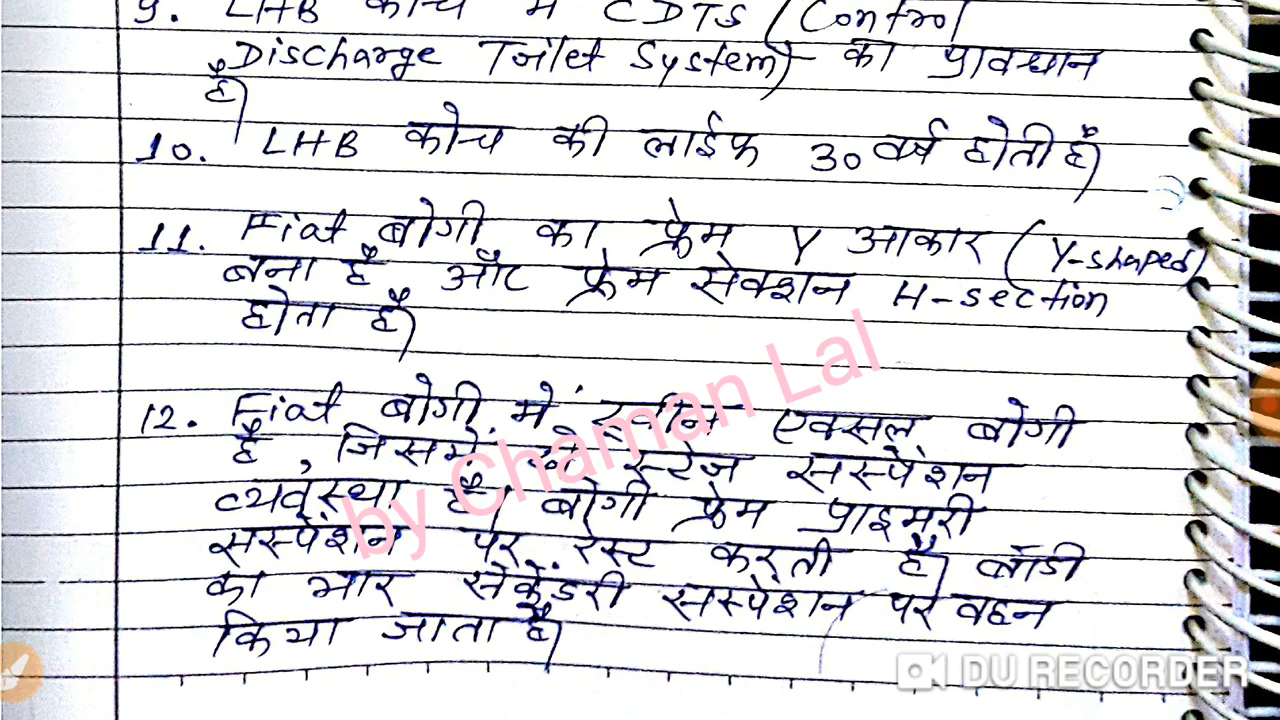 9. LHB कोच में CDTS (Control
Discharge Toilet System) का प्रावधान
है।
10. LHB कोच की लाईफ 30 वर्ष होती है।
11. Fiat बोगी का फ्रेम Y आकार (Y-shaped)
बना है और फ्रेम सेक्शन H-section
होता है।
12. Fiat बोगी में ट्वीन एक्सल बोगी
है, जिसमें दो स्टेज सस्पेंशन
व्यवस्था है। बोगी फ्रेम प्राइमरी
सस्पेंशन पर रेस्ट करती है। बॉडी
का भार सेकेंडरी सस्पेंशन पर वहन
किया जाता है।
by Chaman Lal
DU RECORDER